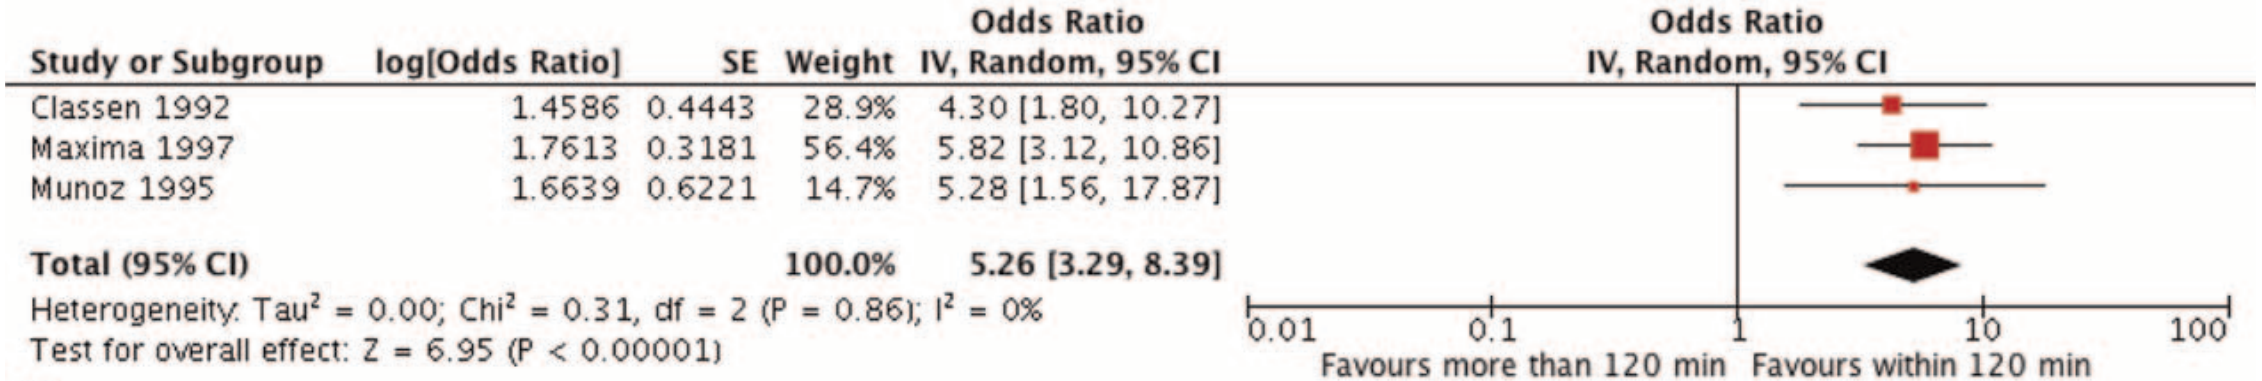 Odds Ratio Odds Ratio
Study or Subgroup log[Odds Ratio] SE Weight IV, Random, 95% CI IV, Random, 95% CI
Classen 1992 1.4586 0.4443 28.9% 4.30 [1.80, 10.27]
Maxima 1997 1.7613 0.3181 56.4% 5.82 [3.12, 10.86]
Munoz 1995 1.6639 0.6221 14.7% 5.28 [1.56, 17.87]
Total (95% CI) 100.0% 5.26 [3.29, 8.39]
Heterogeneity: Tau² = 0.00; Chi² = 0.31, df = 2 (P = 0.86); I² = 0%
Test for overall effect: Z = 6.95 (P < 0.00001)
0.01 0.1 1 10 100
Favours more than 120 min Favours within 120 min